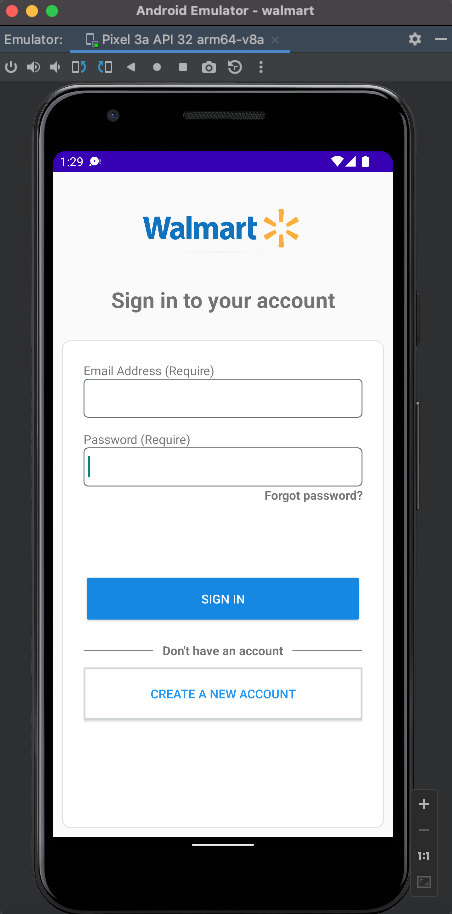 Android Emulator - walmart
Emulator: Pixel 3a API 32 arm64-v8a
1:29
Walmart
Sign in to your account
Email Address (Require)
Password (Require)
Forgot password?
SIGN IN
Don't have an account
CREATE A NEW ACCOUNT
1:1